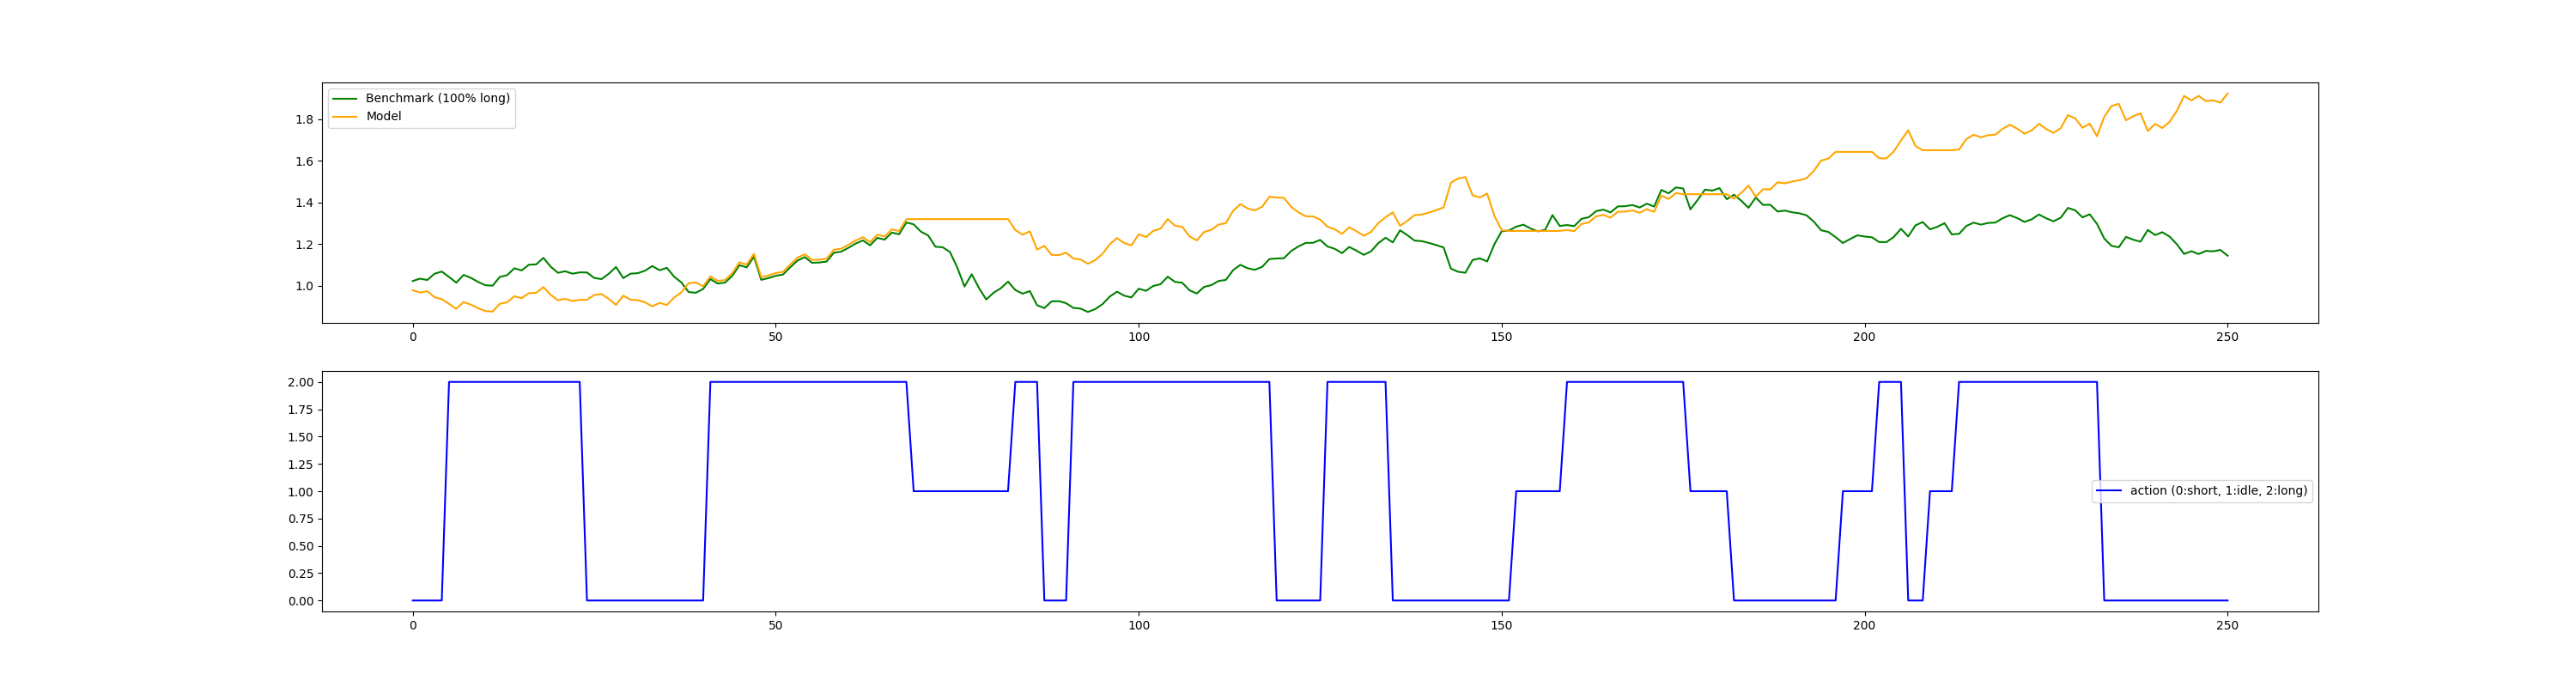 Benchmark (100% long)
Model
1.8
1.6
1.4
1.2
1.0
0 50 100 150 200 250
2.00
1.75
1.50
1.25
1.00
0.75
0.50
0.25
0.00
action (0:short, 1:idle, 2:long)
0 50 100 150 200 250